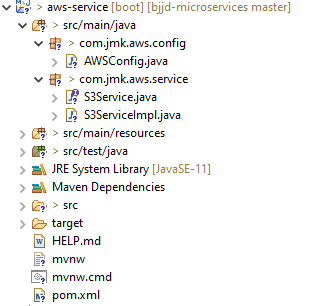 > aws-service [boot] [bjjd-microservices master]
> src/main/java
> com.jmk.aws.config
> AWSConfig.java
> com.jmk.aws.service
> S3Service.java
> S3ServiceImpl.java
> src/main/resources
> src/test/java
JRE System Library [JavaSE-11]
Maven Dependencies
> src
target
HELP.md
mvnw
mvnw.cmd
pom.xml